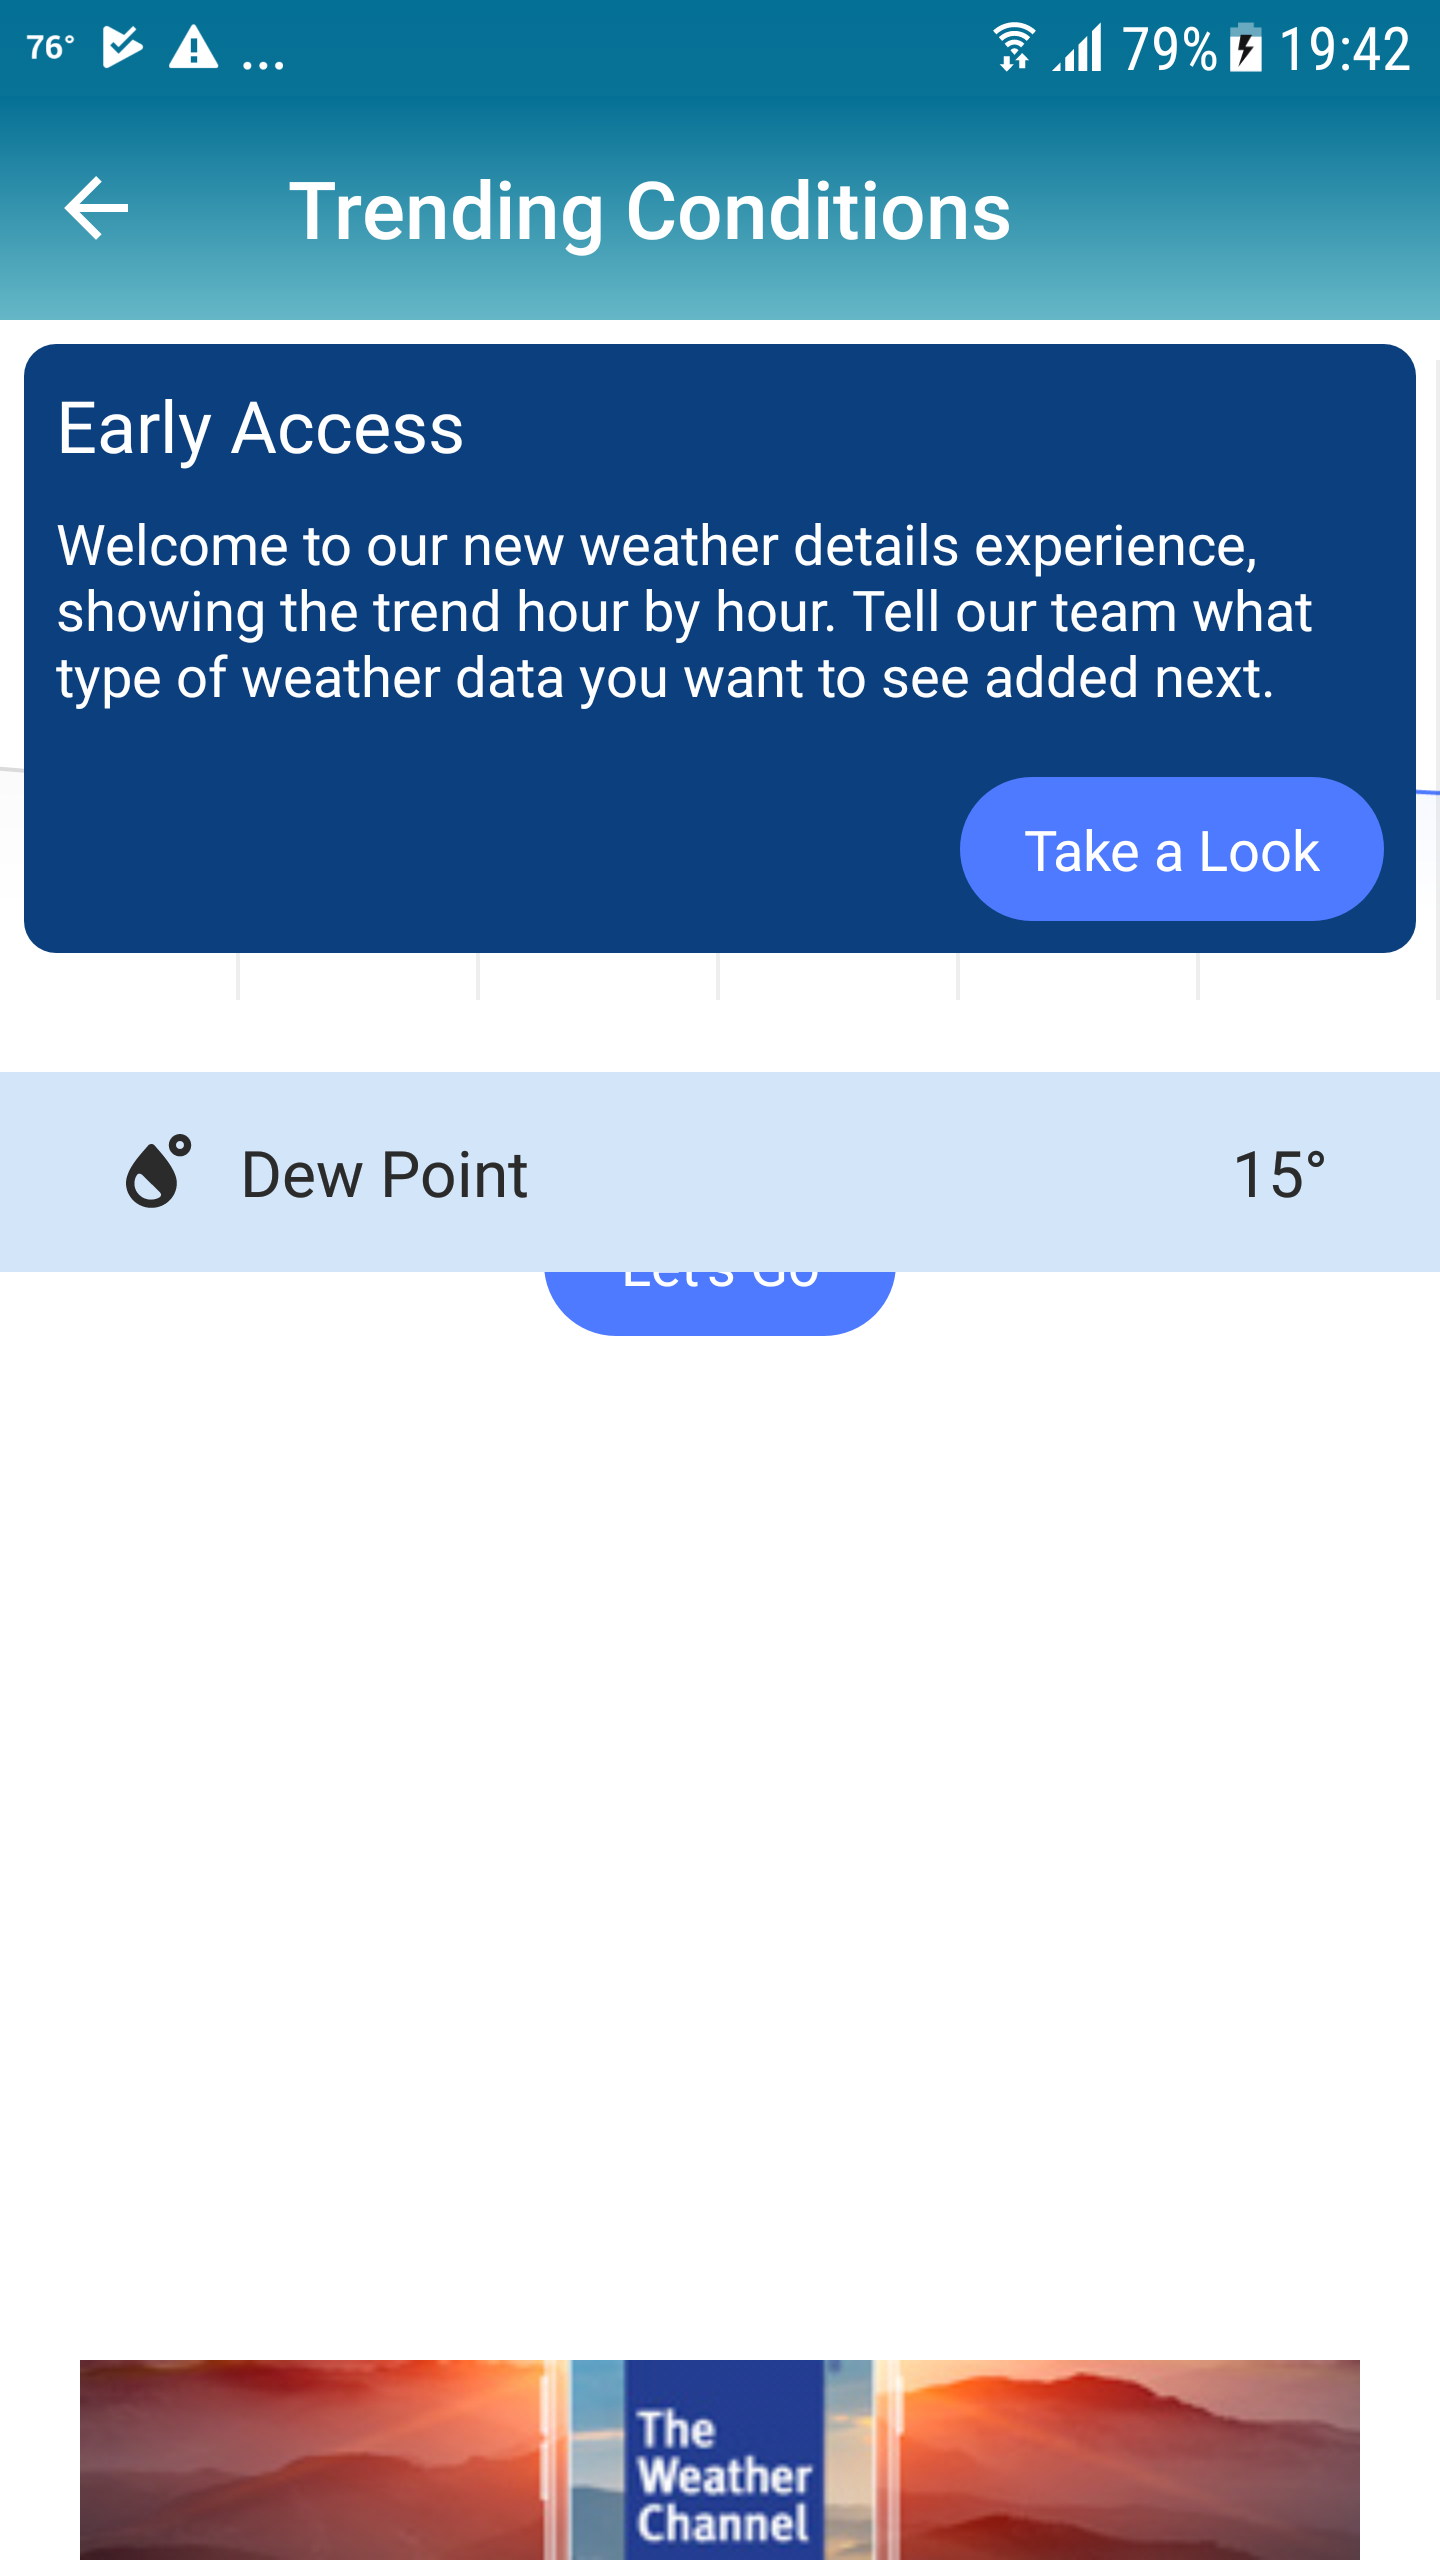 76° ... 79% 19:42
Trending Conditions
Early Access
Welcome to our new weather details experience,
showing the trend hour by hour. Tell our team what
type of weather data you want to see added next.
Take a Look
Dew Point 15°
Let's Go
The
Weather
Channel